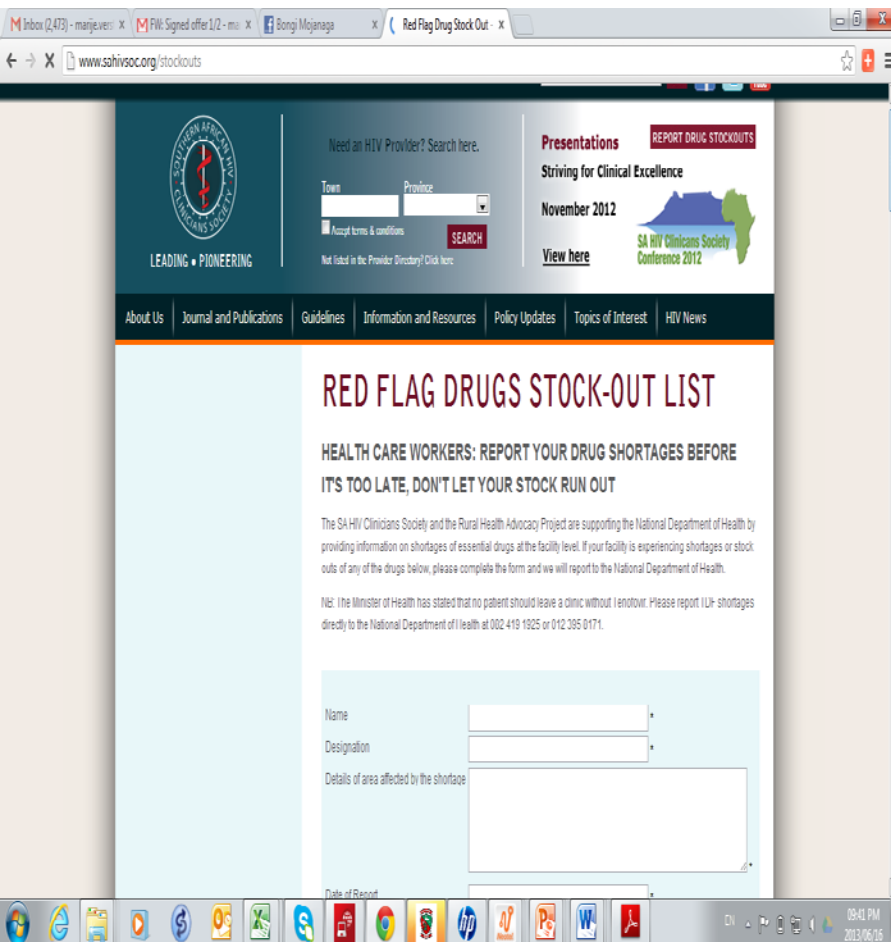 Inbox (2,473) - marije.versi
FW: Signed offer 1/2 - ma
Bongi Mojanaga
Red Flag Drug Stock Out -
www.sahivsoc.org/stockouts
SOUTHERN AFRICAN HIV CLINICIANS SOCIETY
LEADING • PIONEERING
Need an HIV Provider? Search here.
Town Province
Accept terms & conditions
SEARCH
Not listed in the Provider Directory? Click here
Presentations
REPORT DRUG STOCKOUTS
Striving for Clinical Excellence
November 2012
View here
SA HIV Clinicans Society
Conference 2012
About Us Journal and Publications Guidelines Information and Resources Policy Updates Topics of Interest HIV News
RED FLAG DRUGS STOCK-OUT LIST
HEALTH CARE WORKERS: REPORT YOUR DRUG SHORTAGES BEFORE
IT'S TOO LATE, DON'T LET YOUR STOCK RUN OUT
The SA HIV Clinicians Society and the Rural Health Advocacy Project are supporting the National Department of Health by
providing information on shortages of essential drugs at the facility level. If your facility is experiencing shortages or stock
outs of any of the drugs below, please complete the form and we will report to the National Department of Health.
NB: The Minister of Health has stated that no patient should leave a clinic without Tenofovir. Please report TDF shortages
directly to the National Department of Health at 002 419 1925 or 012 395 8171.
Name *
Designation *
Details of area affected by the shortage
*
Date of Report *
EN
09:41 PM
2013/06/16